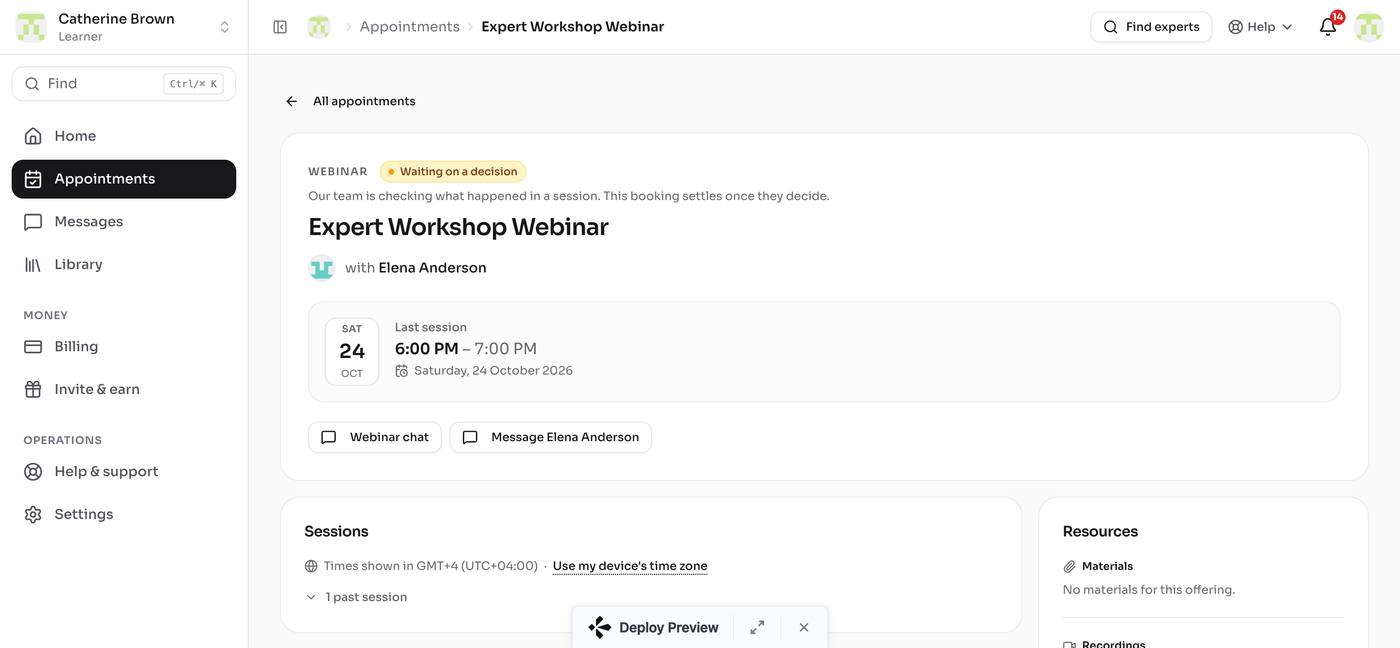 Catherine Brown
Learner
Find
Ctrl/⌘ K
Home
Appointments
Messages
Library
MONEY
Billing
Invite & earn
OPERATIONS
Help & support
Settings
Appointments
Expert Workshop Webinar
Find experts
Help
14
All appointments
WEBINAR
Waiting on a decision
Our team is checking what happened in a session. This booking settles once they decide.
Expert Workshop Webinar
with Elena Anderson
SAT
24
OCT
Last session
6:00 PM – 7:00 PM
Saturday, 24 October 2026
Webinar chat
Message Elena Anderson
Sessions
Times shown in GMT+4 (UTC+04:00) · Use my device's time zone
1 past session
Resources
Materials
No materials for this offering.
Recordings
Deploy Preview